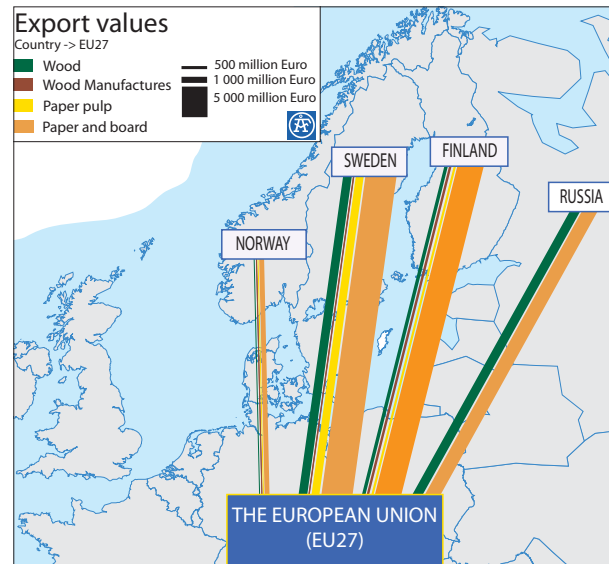 Export values
Country -> EU27
Wood
Wood Manufactures
Paper pulp
Paper and board
500 million Euro
1 000 million Euro
5 000 million Euro
ÅF
SWEDEN
FINLAND
RUSSIA
NORWAY
THE EUROPEAN UNION
(EU27)